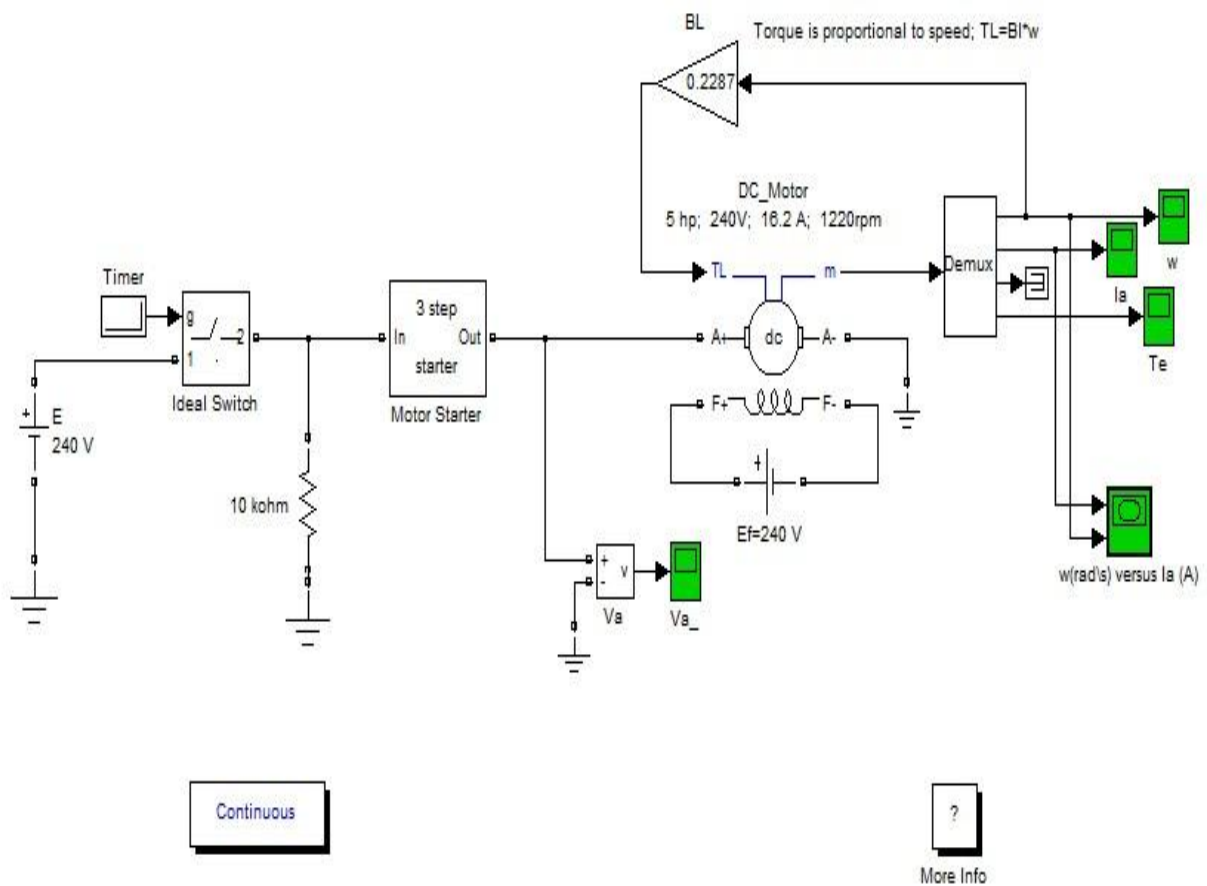 BL
Torque is proportional to speed; TL=Bl*w
0.2287
DC_Motor
5 hp; 240V; 16.2 A; 1220rpm
Timer
TL
m
Demux
w
Ia
Te
g
1
2
Ideal Switch
In
3 step
starter
Out
Motor Starter
A+
dc
A-
F+
F-
+
E
240 V
10 kohm
+
Ef=240 V
+
-
v
Va
Va_
w(rad\s) versus Ia (A)
Continuous
?
More Info